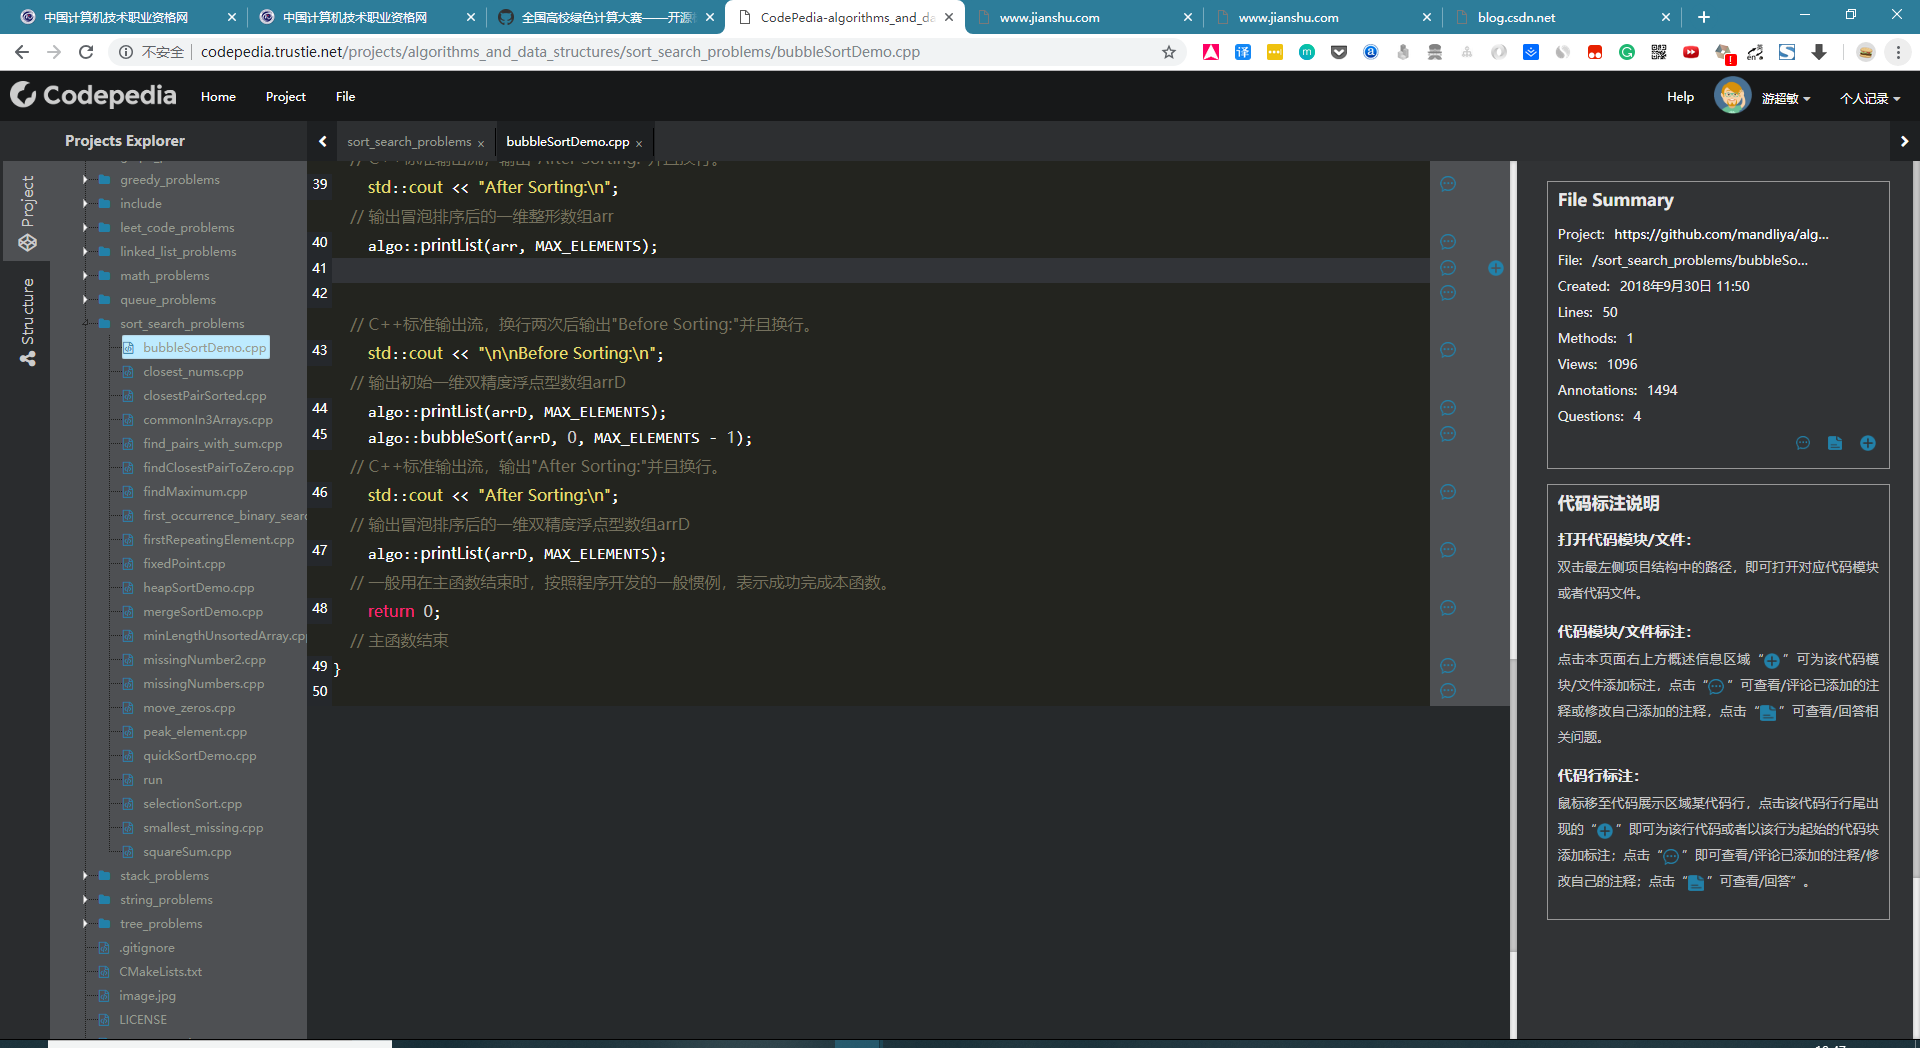 中国计算机技术职业资格网
中国计算机技术职业资格网
全国高校绿色计算大赛——开源
CodePedia-algorithms_and_da
www.jianshu.com
www.jianshu.com
blog.csdn.net
不安全
codepedia.trustie.net/projects/algorithms_and_data_structures/sort_search_problems/bubbleSortDemo.cpp
Codepedia
Home
Project
File
Help
游超敏
个人记录
Projects Explorer
sort_search_problems ×
bubbleSortDemo.cpp ×
Project
Structure
greedy_problems
include
leet_code_problems
linked_list_problems
math_problems
queue_problems
sort_search_problems
bubbleSortDemo.cpp
closest_nums.cpp
closestPairSorted.cpp
commonIn3Arrays.cpp
find_pairs_with_sum.cpp
findClosestPairToZero.cpp
findMaximum.cpp
first_occurrence_binary_searc
firstRepeatingElement.cpp
fixedPoint.cpp
heapSortDemo.cpp
mergeSortDemo.cpp
minLengthUnsortedArray.cpp
missingNumber2.cpp
missingNumbers.cpp
move_zeros.cpp
peak_element.cpp
quickSortDemo.cpp
run
selectionSort.cpp
smallest_missing.cpp
squareSum.cpp
stack_problems
string_problems
tree_problems
.gitignore
CMakeLists.txt
image.jpg
LICENSE
// C++标准输出流，输出"After Sorting:"并且换行。
39 std::cout << "After Sorting:\n";
// 输出冒泡排序后的一维整形数组arr
40 algo::printList(arr, MAX_ELEMENTS);
41
42
// C++标准输出流，换行两次后输出"Before Sorting:"并且换行。
43 std::cout << "\n\nBefore Sorting:\n";
// 输出初始一维双精度浮点型数组arrD
44 algo::printList(arrD, MAX_ELEMENTS);
45 algo::bubbleSort(arrD, 0, MAX_ELEMENTS - 1);
// C++标准输出流，输出"After Sorting:"并且换行。
46 std::cout << "After Sorting:\n";
// 输出冒泡排序后的一维双精度浮点型数组arrD
47 algo::printList(arrD, MAX_ELEMENTS);
// 一般用在主函数结束时，按照程序开发的一般惯例，表示成功完成本函数。
48 return 0;
// 主函数结束
49 }
50
File Summary
Project: https://github.com/mandliya/alg...
File: /sort_search_problems/bubbleSo...
Created: 2018年9月30日 11:50
Lines: 50
Methods: 1
Views: 1096
Annotations: 1494
Questions: 4
代码标注说明
打开代码模块/文件：
双击最左侧项目结构中的路径，即可打开对应代码模块
或者代码文件。
代码模块/文件标注：
点击本页面右上方概述信息区域“ ”可为该代码模
块/文件添加标注，点击“ ”可查看/评论已添加的注
释或修改自己添加的注释，点击“ ”可查看/回答相
关问题。
代码行标注：
鼠标移至代码展示区域某代码行，点击该代码行行尾出
现的“ ”即可为该行代码或者以该行为起始的代码块
添加标注；点击“ ”即可查看/评论已添加的注释/修
改自己的注释；点击“ ”可查看/回答”。